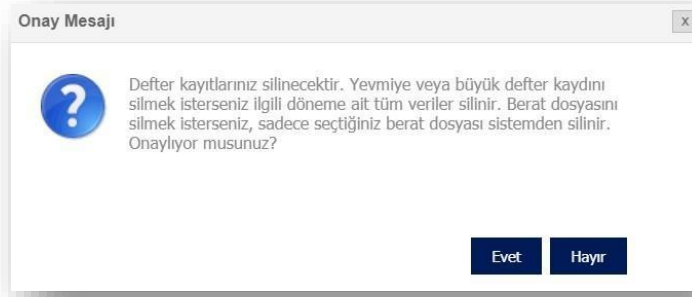 Onay Mesajı
x
Defter kayıtlarınız silinecektir. Yevmiye veya büyük defter kaydını
silmek isterseniz ilgili döneme ait tüm veriler silinir. Berat dosyasını
silmek isterseniz, sadece seçtiğiniz berat dosyası sistemden silinir.
Onaylıyor musunuz?
Evet Hayır